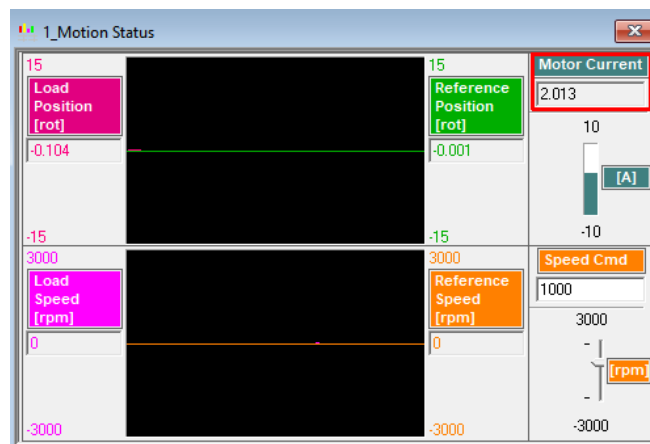 1_Motion Status
15
Load
Position
[rot]
-0.104
-15
15
Reference
Position
[rot]
-0.001
-15
Motor Current
2.013
10
[A]
-10
3000
Load
Speed
[rpm]
0
-3000
3000
Reference
Speed
[rpm]
0
-3000
Speed Cmd
1000
3000
[rpm]
-3000